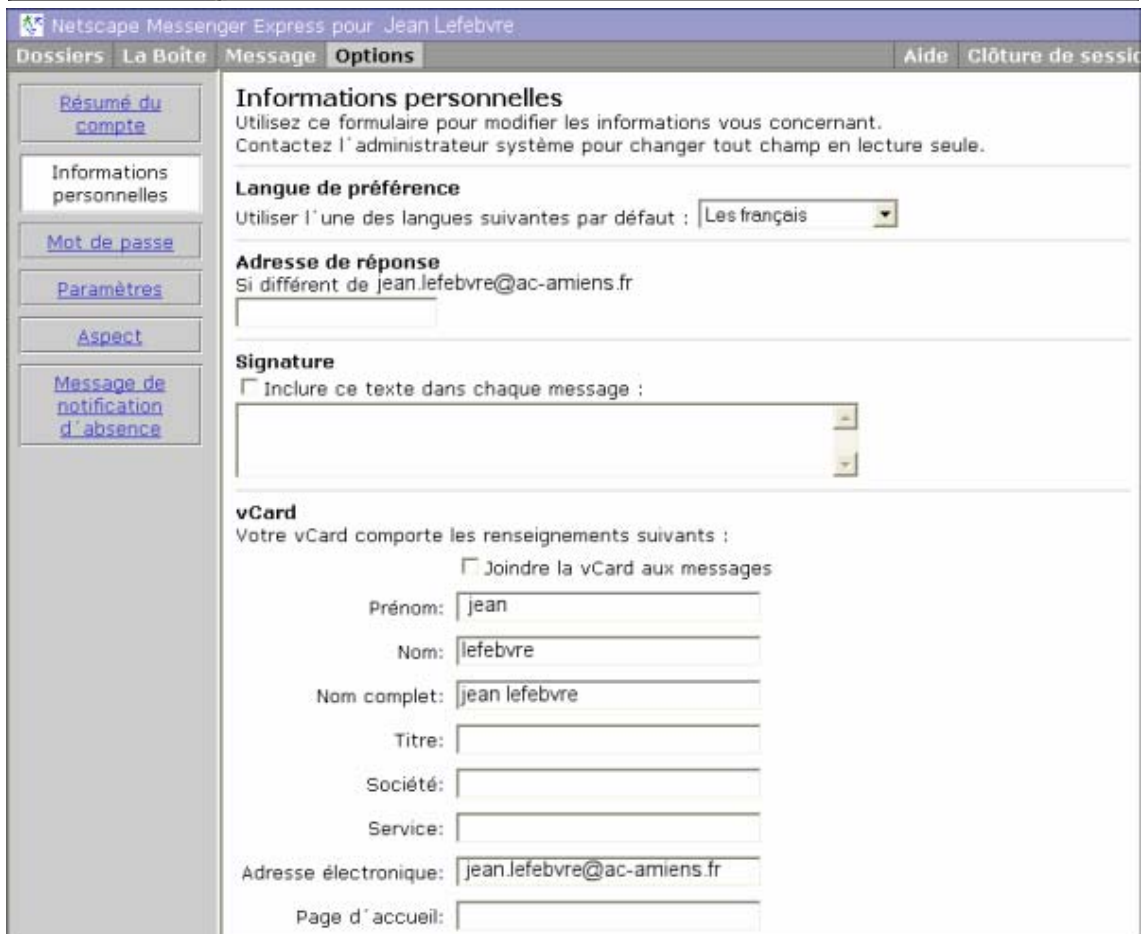 Netscape Messenger Express pour Jean Lefebvre
Dossiers La Boîte Message Options Aide Clôture de sessio
Résumé du
compte
Informations
personnelles
Mot de passe
Paramètres
Aspect
Message de
notification
d´absence
Informations personnelles
Utilisez ce formulaire pour modifier les informations vous concernant.
Contactez l´administrateur système pour changer tout champ en lecture seule.
Langue de préférence
Utiliser l´une des langues suivantes par défaut : Les français
Adresse de réponse
Si différent de jean.lefebvre@ac-amiens.fr
Signature
Inclure ce texte dans chaque message :
vCard
Votre vCard comporte les renseignements suivants :
Joindre la vCard aux messages
Prénom: jean
Nom: lefebvre
Nom complet: jean lefebvre
Titre:
Société:
Service:
Adresse électronique: jean.lefebvre@ac-amiens.fr
Page d´accueil: